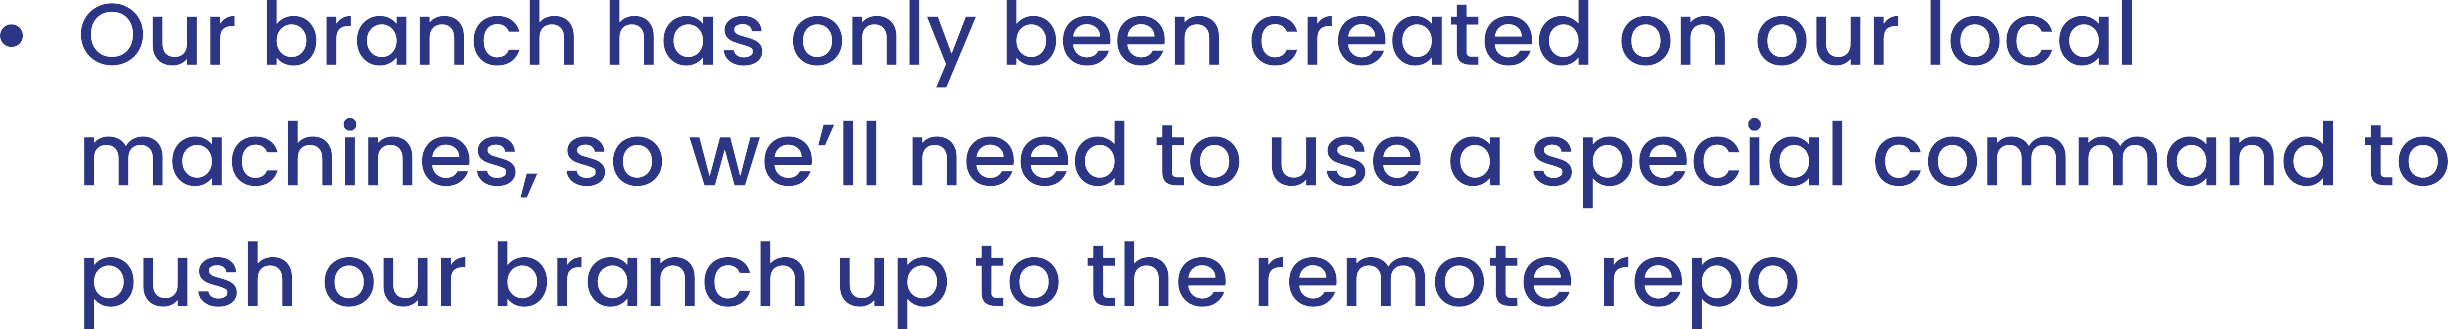 • Our branch has only been created on our local
machines, so we’ll need to use a special command to
push our branch up to the remote repo